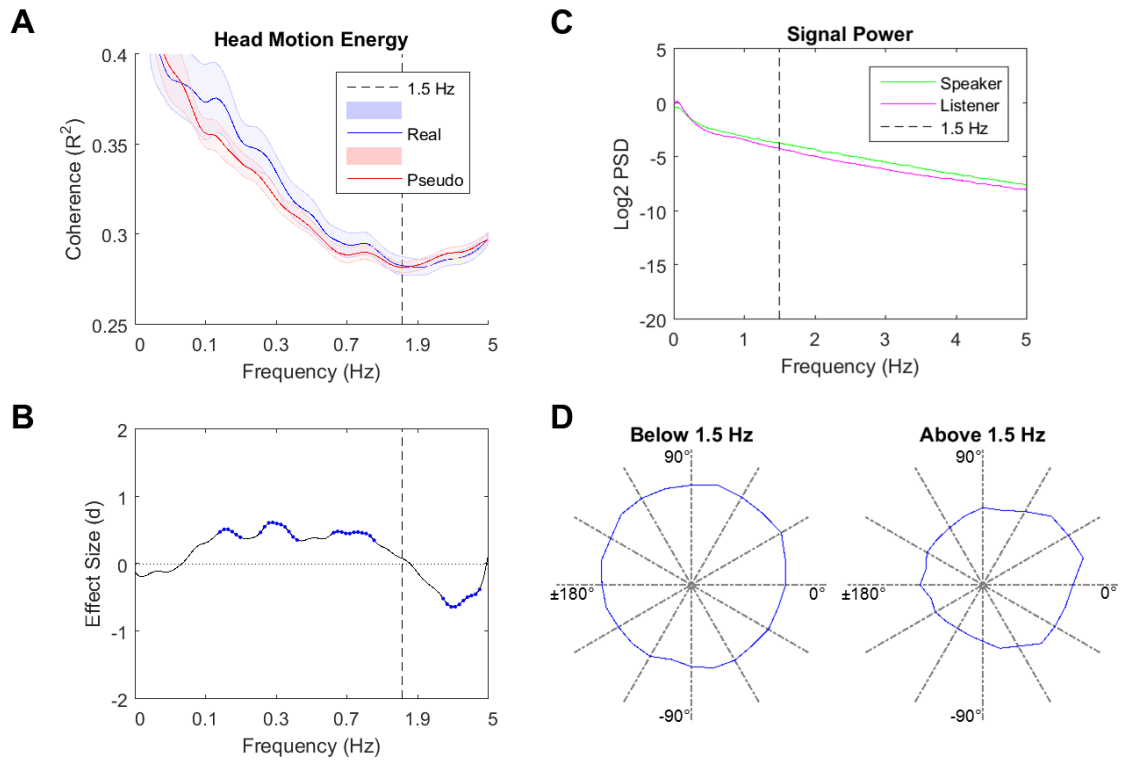 A
Head Motion Energy
0.4
0.35
0.3
0.25
Coherence (R²)
1.5 Hz
Real
Pseudo
0 0.1 0.3 0.7 1.9 5
Frequency (Hz)
B
2
1
0
-1
-2
Effect Size (d)
0 0.1 0.3 0.7 1.9 5
Frequency (Hz)
C
Signal Power
5
0
-5
-10
-15
-20
Log2 PSD
Speaker
Listener
1.5 Hz
0 1 2 3 4 5
Frequency (Hz)
D
Below 1.5 Hz
90°
±180° 0°
-90°
Above 1.5 Hz
90°
±180° 0°
-90°